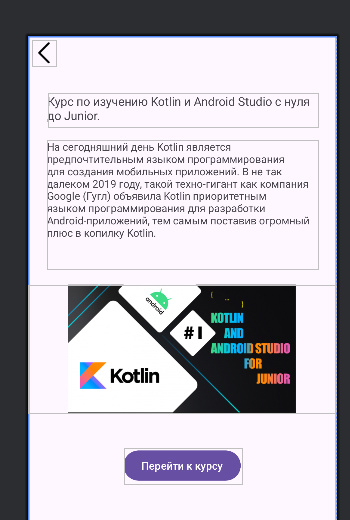 Курс по изучению Kotlin и Android Studio с нуля
до Junior.
На сегодняшний день Kotlin является
предпочтительным языком программирования
для создания мобильных приложений. В не так
далеком 2019 году, такой техно-гигант как компания
Google (Гугл) объявила Kotlin приоритетным
языком программирования для разработки
Android-приложений, тем самым поставив огромный
плюс в копилку Kotlin.
android
#1
KOTLIN
AND
ANDROID STUDIO
FOR
JUNIOR
Kotlin
Перейти к курсу